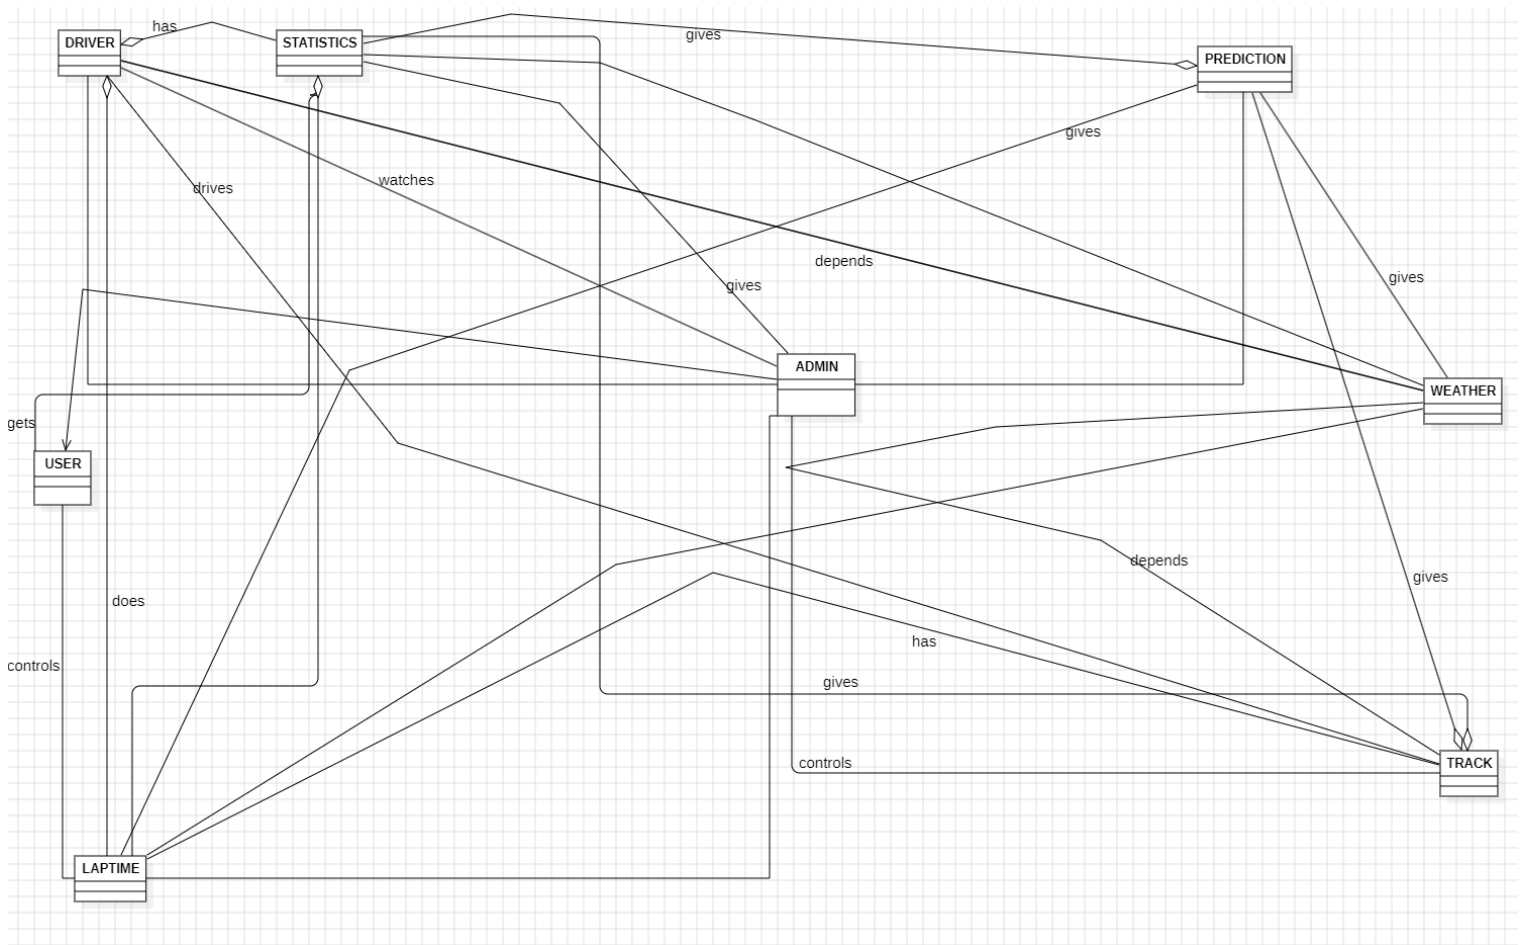 has
DRIVER
STATISTICS
gives
PREDICTION
gives
drives
watches
depends
gives
gives
ADMIN
WEATHER
gets
USER
depends
gives
does
has
controls
gives
controls
TRACK
LAPTIME